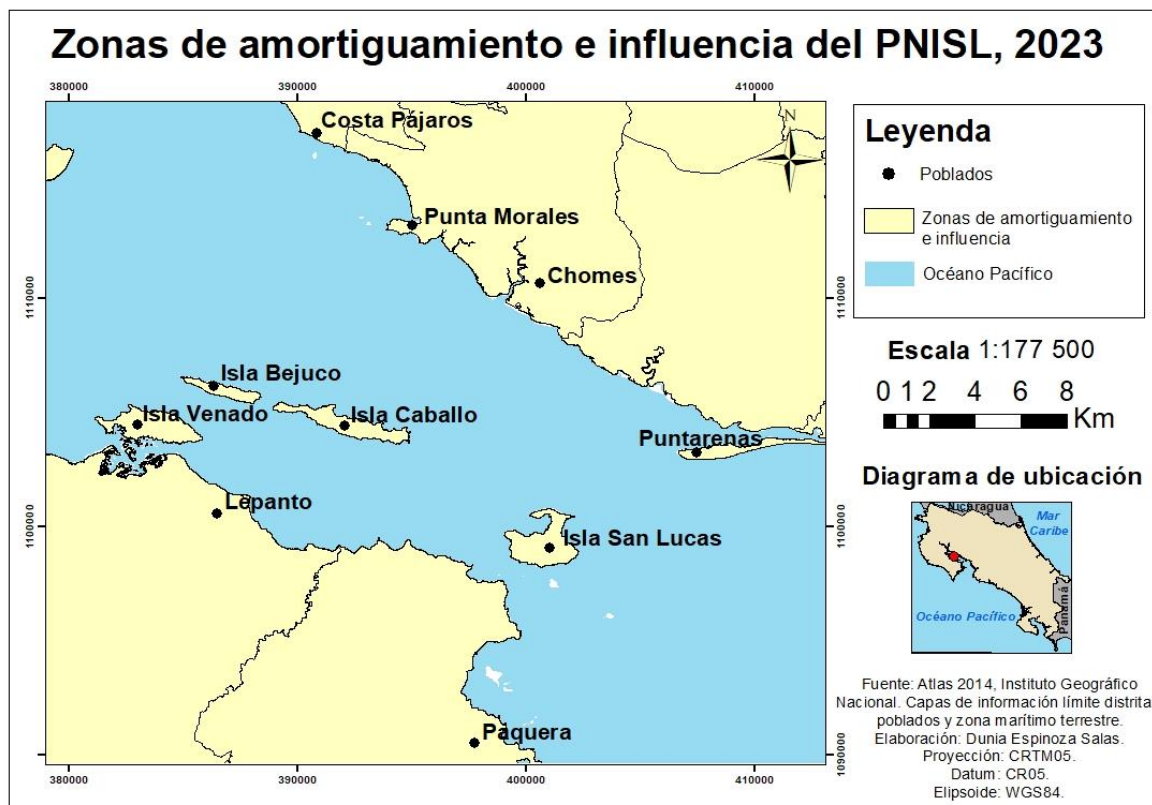 Zonas de amortiguamiento e influencia del PNISL, 2023
380000
390000
400000
410000
Costa Pájaros
Punta Morales
Chomes
1110000
1110000
Isla Bejuco
Isla Venado
Isla Caballo
Puntarenas
Lepanto
1100000
1100000
Isla San Lucas
Páquera
1090000
1090000
380000
390000
400000
410000
N
Leyenda
Poblados
Zonas de amortiguamiento
e influencia
Océano Pacífico
Escala 1:177 500
0 1 2 4 6 8
Km
Diagrama de ubicación
Nicaragua
Mar
Caribe
Océano Pacífico
Panamá
Fuente: Atlas 2014, Instituto Geográfico
Nacional. Capas de información límite distrita
poblados y zona marítimo terrestre.
Elaboración: Dunia Espinoza Salas.
Proyección: CRTM05.
Datum: CR05.
Elipsoide: WGS84.